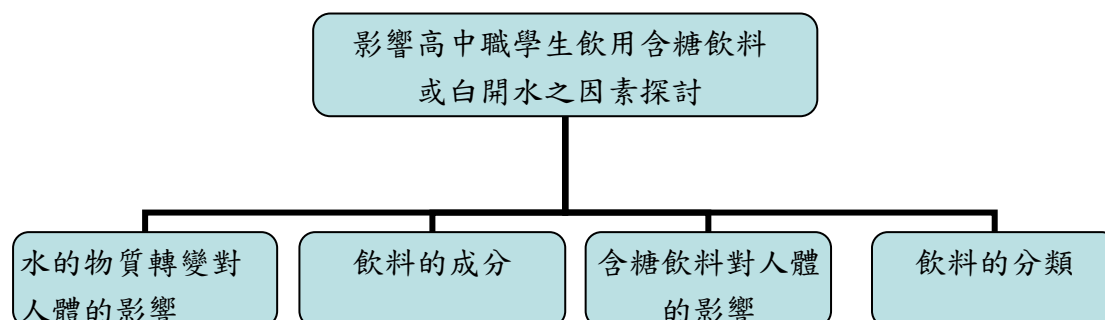 影響高中職學生飲用含糖飲料
或白開水之因素探討
水的物質轉變對
人體的影響
飲料的成分
含糖飲料對人體
的影響
飲料的分類